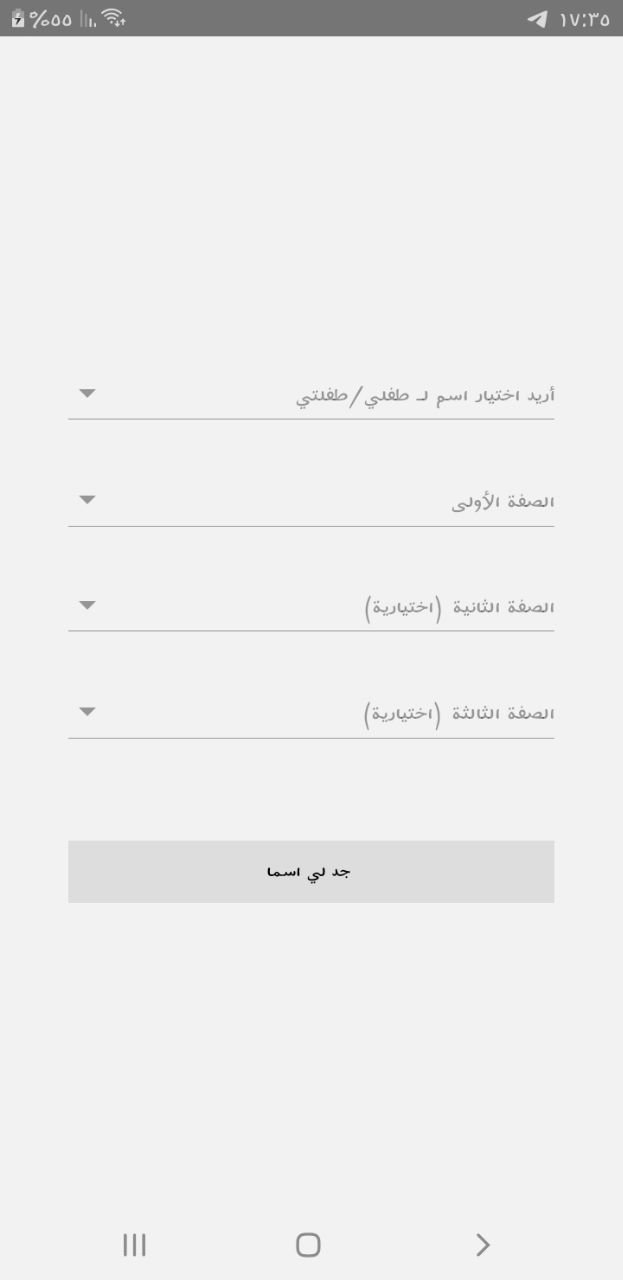 ١٧:٣٥ ٥٥%
أريد اختيار اسم لـ طفلي/طفلتي
الصفة الأولى
الصفة الثانية (اختيارية)
الصفة الثالثة (اختيارية)
جد لي اسما